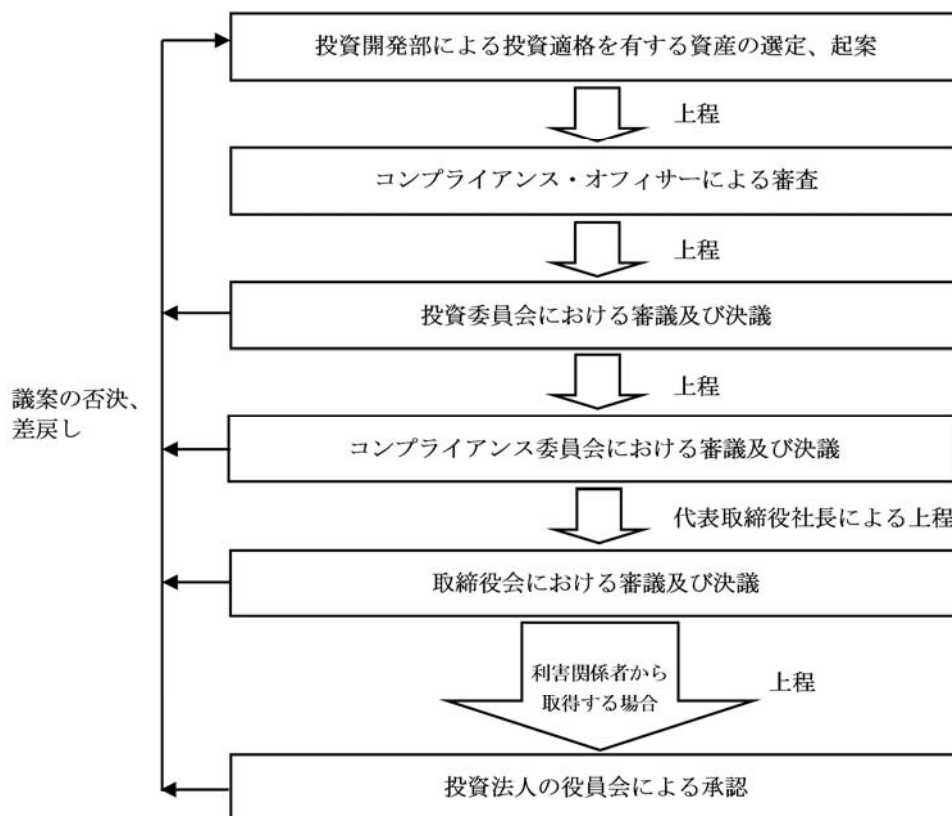 投資開発部による投資適格を有する資産の選定、起案
上程
コンプライアンス・オフィサーによる審査
上程
投資委員会における審議及び決議
上程
議案の否決、
差戻し
コンプライアンス委員会における審議及び決議
代表取締役社長による上程
取締役会における審議及び決議
利害関係者から
取得する場合
上程
投資法人の役員会による承認